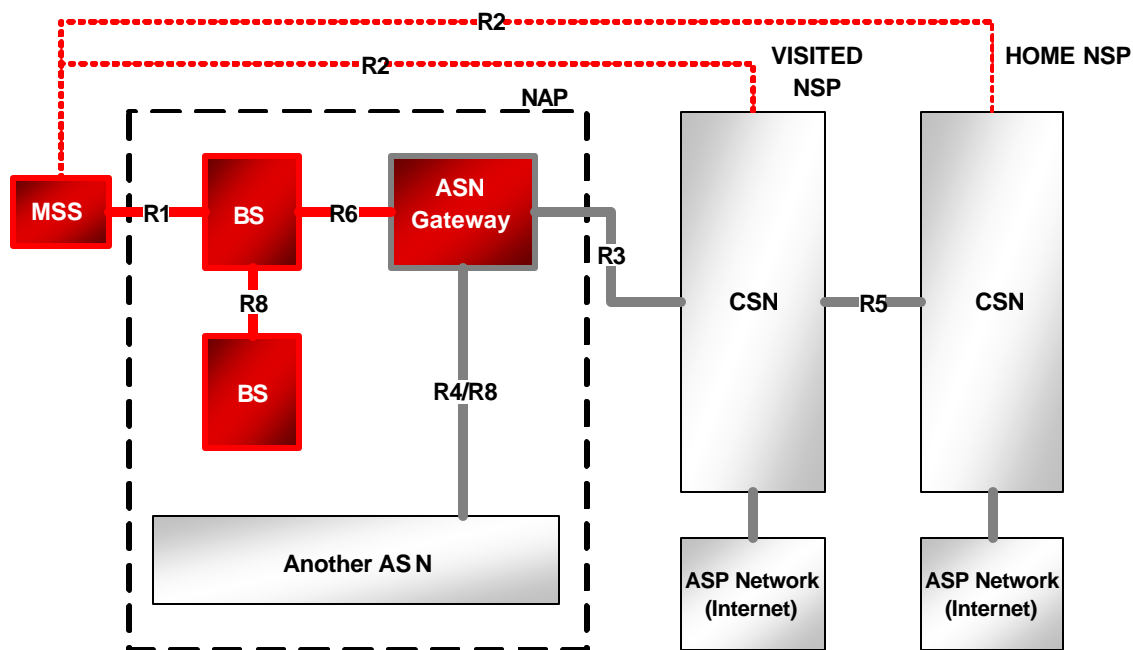 R2
R2
VISITED
NSP
HOME NSP
NAP
MSS
R1
BS
R6
ASN
Gateway
R3
R8
BS
R4/R8
CSN
R5
CSN
Another ASN
ASP Network
(Internet)
ASP Network
(Internet)